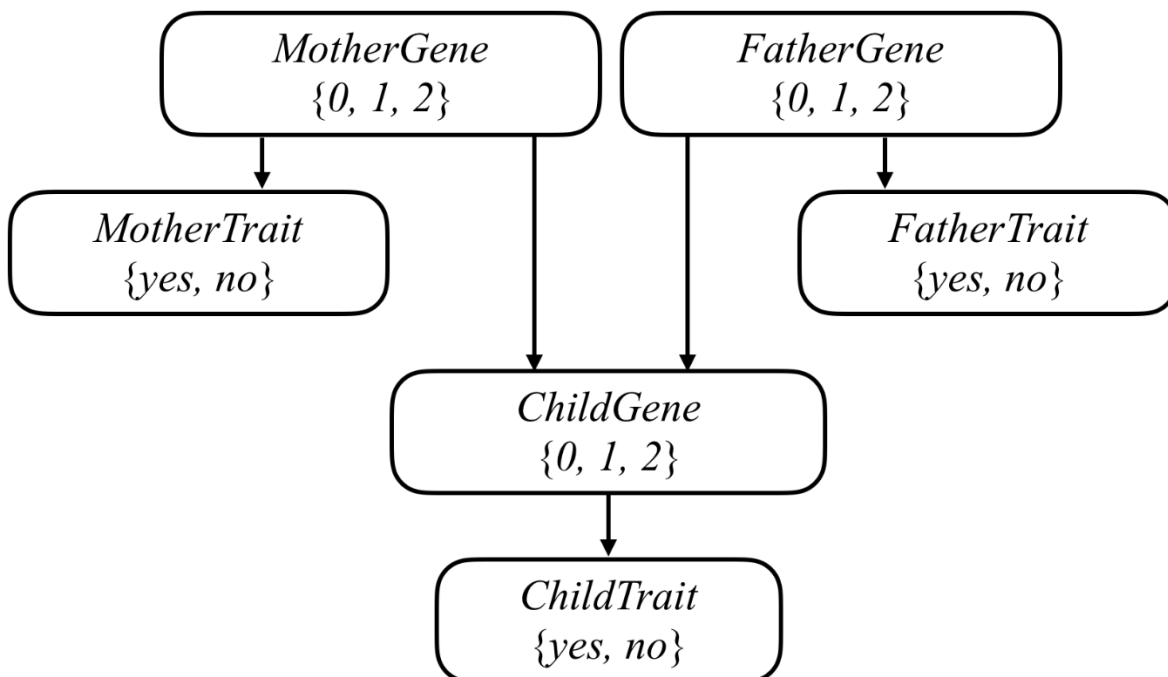 MotherGene
{0, 1, 2}
FatherGene
{0, 1, 2}
MotherTrait
{yes, no}
FatherTrait
{yes, no}
ChildGene
{0, 1, 2}
ChildTrait
{yes, no}